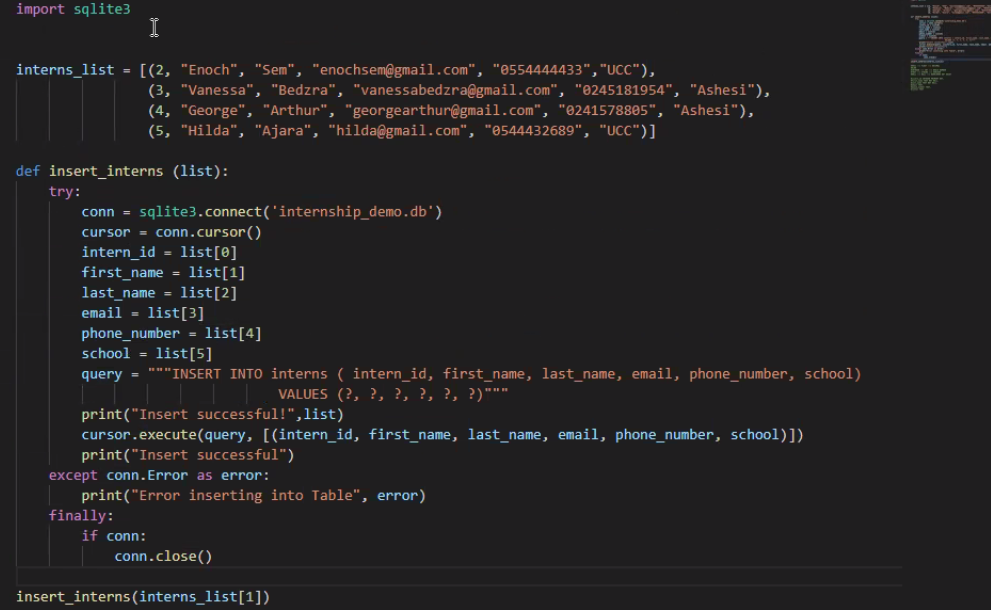 import sqlite3
interns_list = [(2, "Enoch", "Sem", "enochsem@gmail.com", "0554444433","UCC"),
(3, "Vanessa", "Bedzra", "vanessabedzra@gmail.com", "0245181954", "Ashesi"),
(4, "George", "Arthur", "georgearthur@gmail.com", "0241578805", "Ashesi"),
(5, "Hilda", "Ajara", "hilda@gmail.com", "0544432689", "UCC")]
def insert_interns (list):
try:
conn = sqlite3.connect('internship_demo.db')
cursor = conn.cursor()
intern_id = list[0]
first_name = list[1]
last_name = list[2]
email = list[3]
phone_number = list[4]
school = list[5]
query = """INSERT INTO interns ( intern_id, first_name, last_name, email, phone_number, school)
VALUES (?, ?, ?, ?, ?, ?)"""
print("Insert successful!",list)
cursor.execute(query, [(intern_id, first_name, last_name, email, phone_number, school)])
print("Insert successful")
except conn.Error as error:
print("Error inserting into Table", error)
finally:
if conn:
conn.close()
insert_interns(interns_list[1])